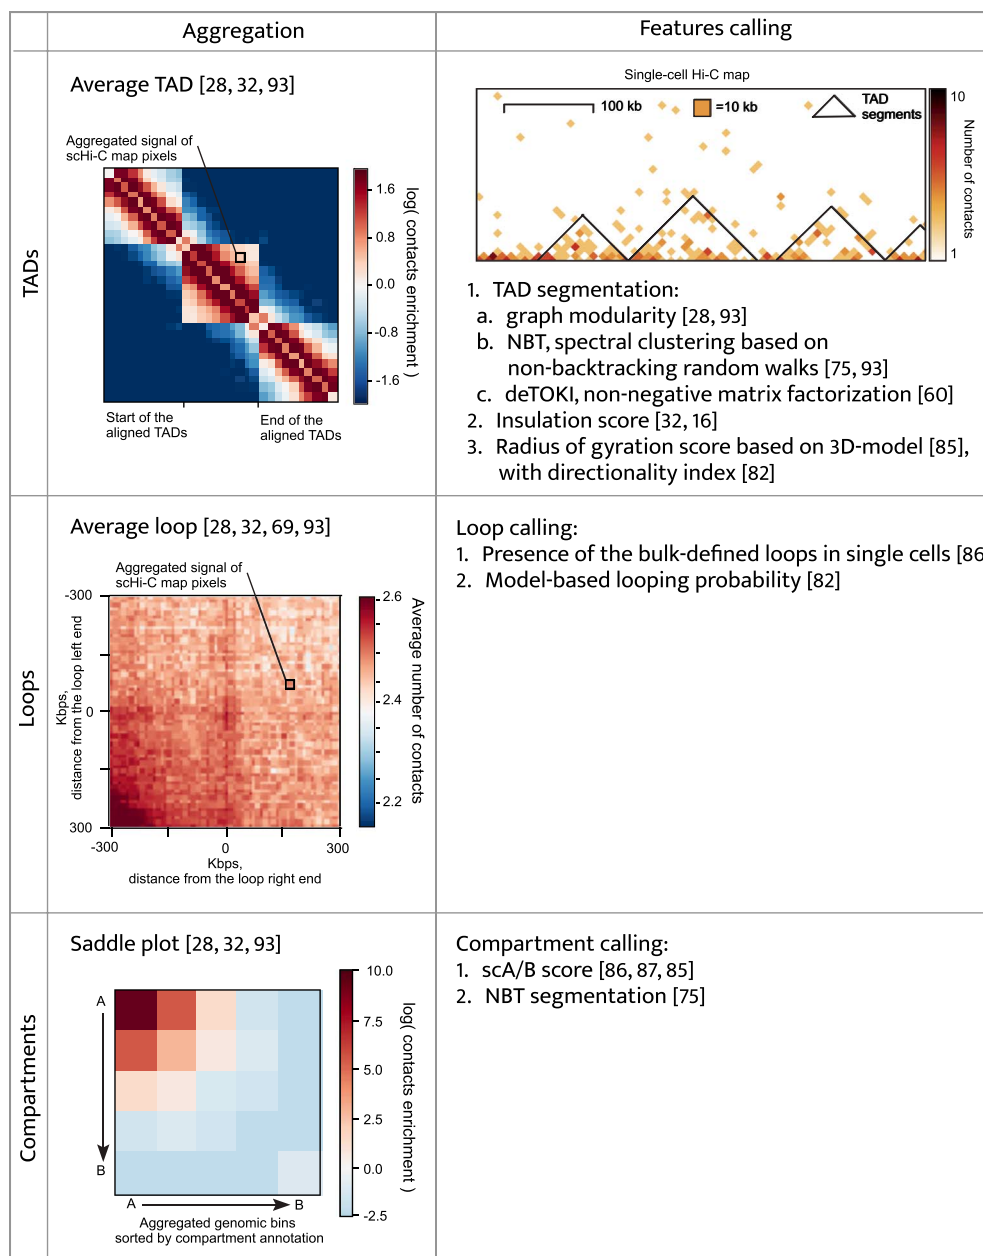 Aggregation
Features calling
TADs
Average TAD [28, 32, 93]
Aggregated signal of
scHi-C map pixels
1.6
0.8
0.0
-0.8
-1.6
log( contacts enrichment )
Start of the
aligned TADs
End of the
aligned TADs
Single-cell Hi-C map
100 kb
=10 kb
TAD
segments
10
1
Number of contacts
1. TAD segmentation:
a. graph modularity [28, 93]
b. NBT, spectral clustering based on
non-backtracking random walks [75, 93]
c. deTOKI, non-negative matrix factorization [60]
2. Insulation score [32, 16]
3. Radius of gyration score based on 3D-model [85],
with directionality index [82]
Loops
Average loop [28, 32, 69, 93]
Aggregated signal of
scHi-C map pixels
-300
0
300
Kbps,
distance from the loop left end
-300
0
300
Kbps,
distance from the loop right end
2.6
2.4
2.2
Average number of contacts
Loop calling:
1. Presence of the bulk-defined loops in single cells [86
2. Model-based looping probability [82]
Compartments
Saddle plot [28, 32, 93]
A
B
A
B
Aggregated genomic bins
sorted by compartment annotation
10.0
7.5
5.0
2.5
0.0
-2.5
log( contacts enrichment )
Compartment calling:
1. scA/B score [86, 87, 85]
2. NBT segmentation [75]